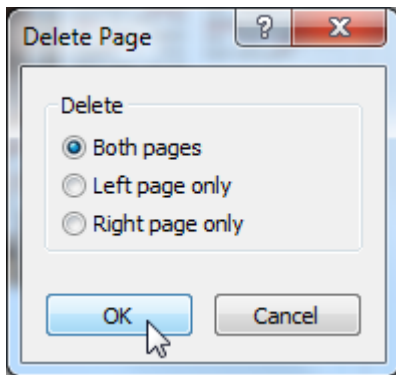 Delete Page
?
Delete
Both pages
Left page only
Right page only
OK Cancel